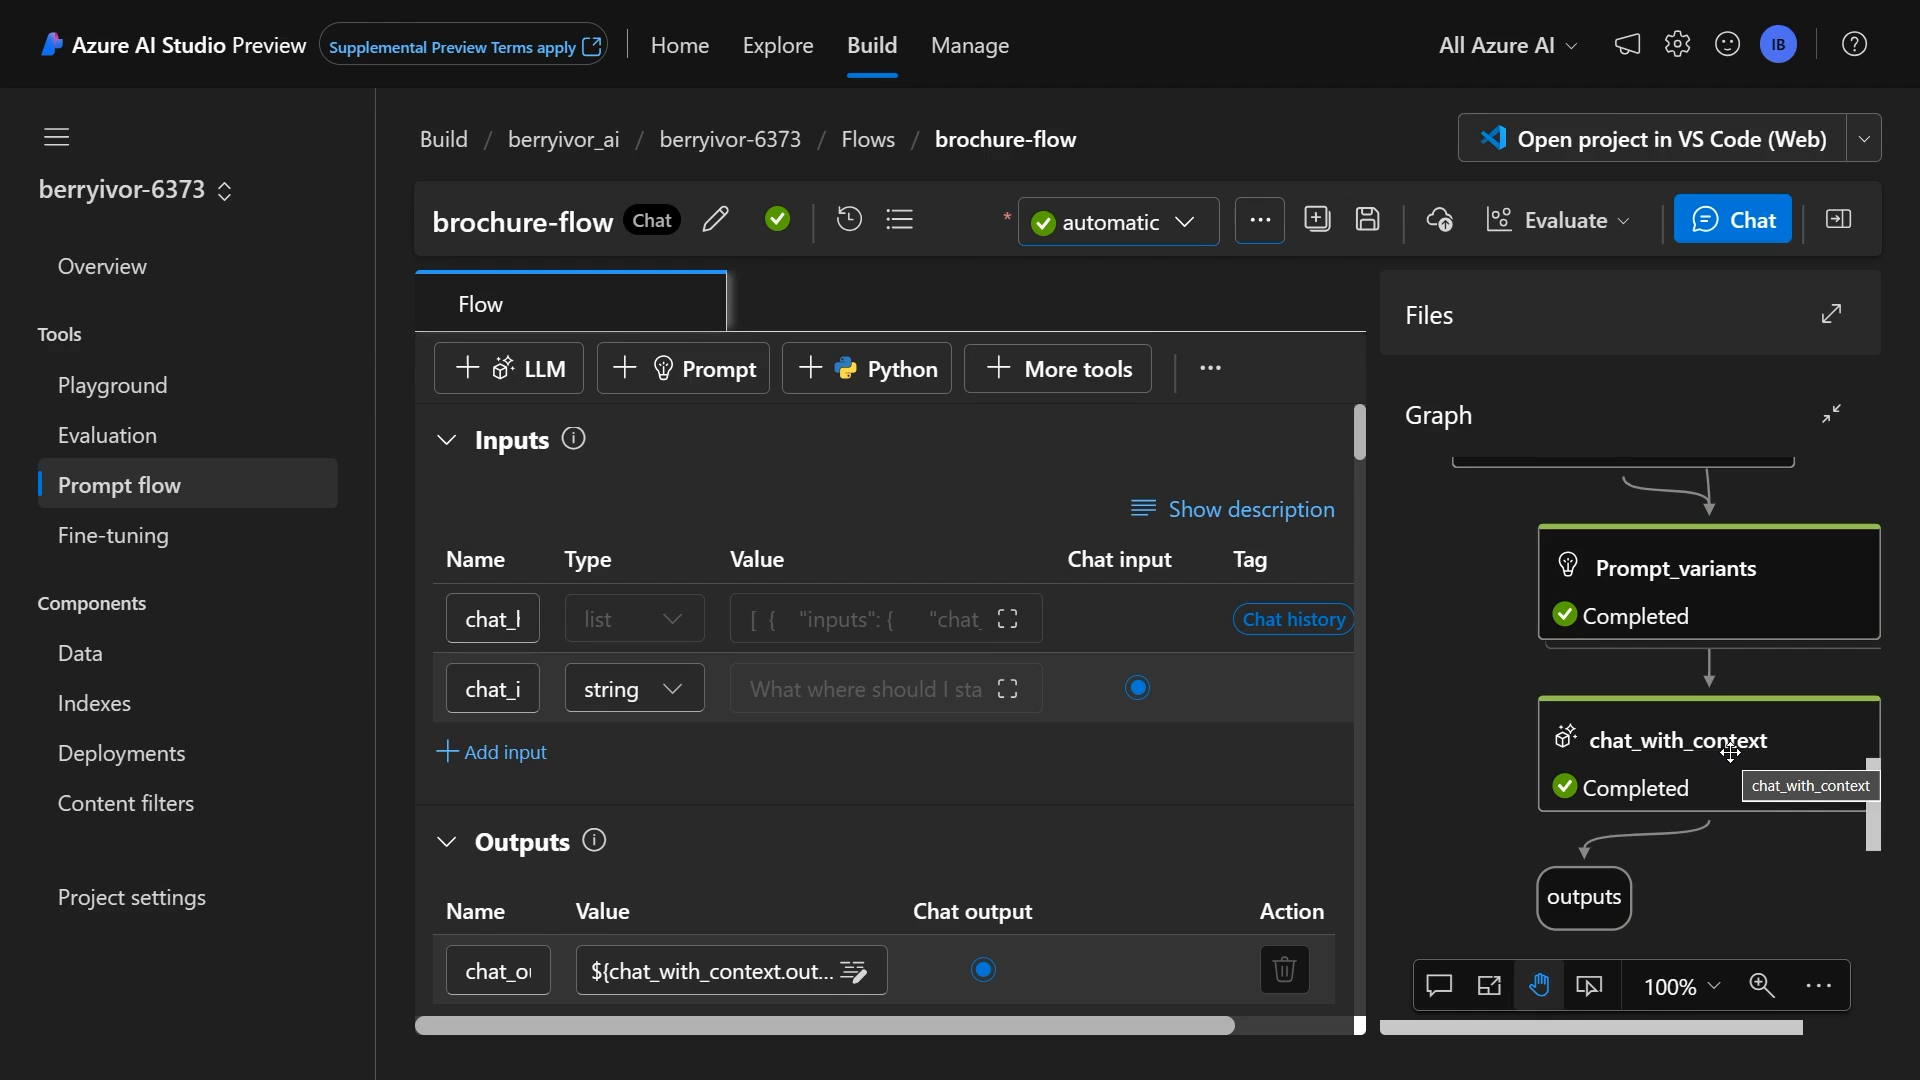 Azure AI Studio Preview
Supplemental Preview Terms apply
Home
Explore
Build
Manage
All Azure AI
IB
berryivor-6373
Overview
Tools
Playground
Evaluation
Prompt flow
Fine-tuning
Components
Data
Indexes
Deployments
Content filters
Project settings
Build / berryivor_ai / berryivor-6373 / Flows / brochure-flow
Open project in VS Code (Web)
brochure-flow
Chat
* automatic
Evaluate
Chat
Flow
LLM
Prompt
Python
More tools
Inputs
Show description
Name Type Value Chat input Tag
chat_h list [ { "inputs": { "chat_ Chat history
chat_i string What where should I sta
Add input
Outputs
Name Value Chat output Action
chat_ou ${chat_with_context.out...
Files
Graph
Prompt_variants
Completed
chat_with_context
Completed
chat_with_context
outputs
100%